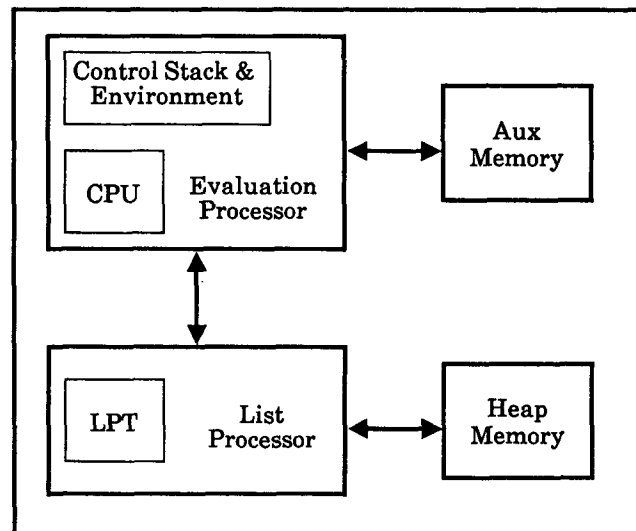 Control Stack &
Environment
CPU
Evaluation
Processor
Aux
Memory
LPT
List
Processor
Heap
Memory